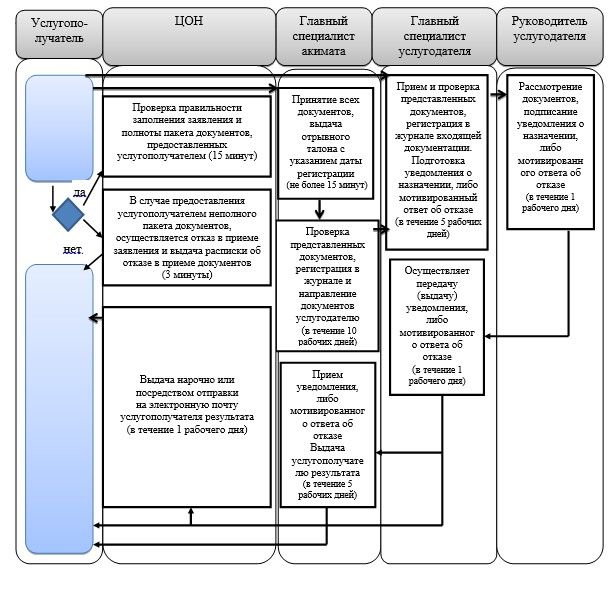 Услугопо-
лучатель
ЦОН
Главный
специалист
акимата
Главный
специалист
услугодателя
Руководитель
услугодателя
да
нет
Проверка правильности
заполнения заявления и
полноты пакета документов,
предоставленных
услугополучателем (15 минут)
В случае предоставления
услугополучателем неполного
пакета документов,
осуществляется отказ в приеме
заявления и выдача расписки об
отказе в приеме документов
(3 минуты)
Выдача нарочно или
посредством отправки
на электронную почту
услугополучателя результата
(в течение 1 рабочего дня)
Принятие всех
документов,
выдача
отрывного
талона с
указанием даты
регистрации
(не более 15 минут)
Проверка
представленных
документов,
регистрация в
журнале и
направление
документов
услугодателю
(в течение 10
рабочих дней)
Прием
уведомления,
либо
мотивированног
о ответа об
отказе
Выдача
услугополучате
лю результата
(в течение 5
рабочих дней)
Прием и проверка
представленных
документов,
регистрация в
журнале входящей
документации.
Подготовка
уведомления о
назначении, либо
мотивированный
ответ об отказе
(в течение 5 рабочих
дней)
Осуществляет
передачу
(выдачу)
уведомления,
либо
мотивированног
о ответа об
отказе
(в течение 1
рабочего дня)
Рассмотрение
документов,
подписание
уведомления о
назначении,
либо
мотивированн
ого ответа об
отказе
(в течение 1
рабочего дня)